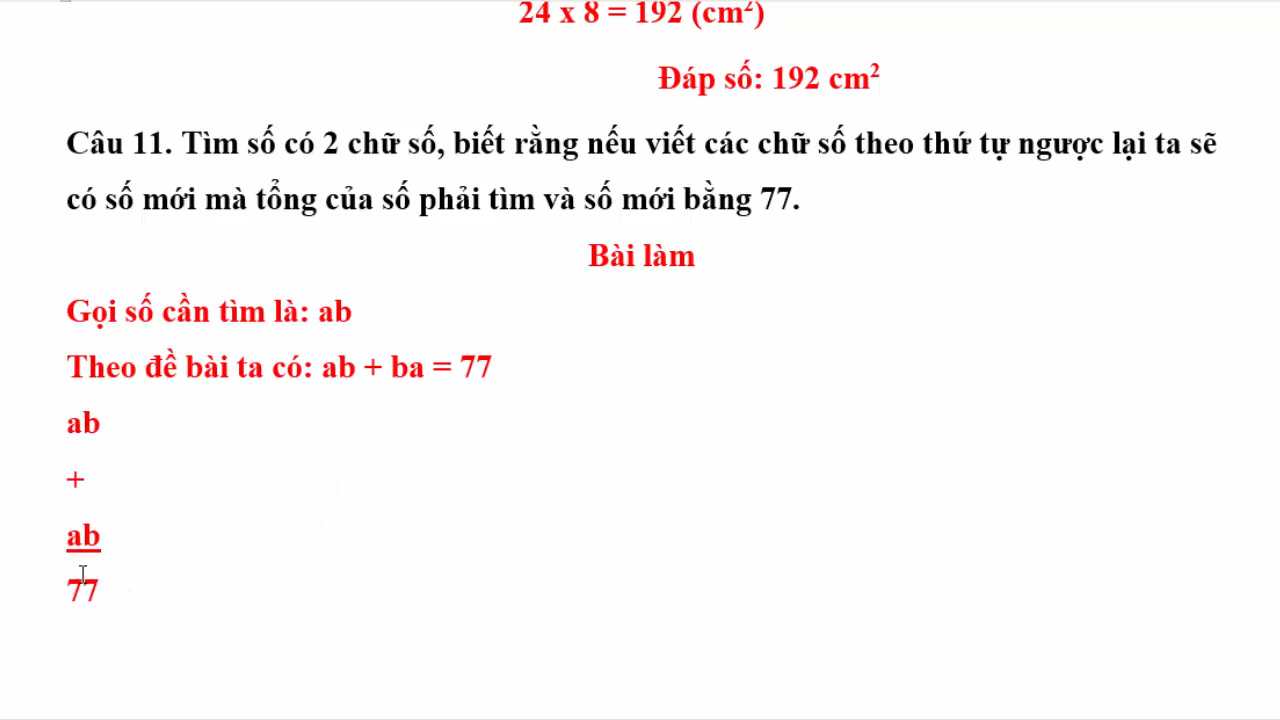 24 x 8 = 192 (cm²)
Đáp số: 192 cm²
Câu 11. Tìm số có 2 chữ số, biết rằng nếu viết các chữ số theo thứ tự ngược lại ta sẽ
có số mới mà tổng của số phải tìm và số mới bằng 77.
Bài làm
Gọi số cần tìm là: ab
Theo đề bài ta có: ab + ba = 77
ab
+
ab
77